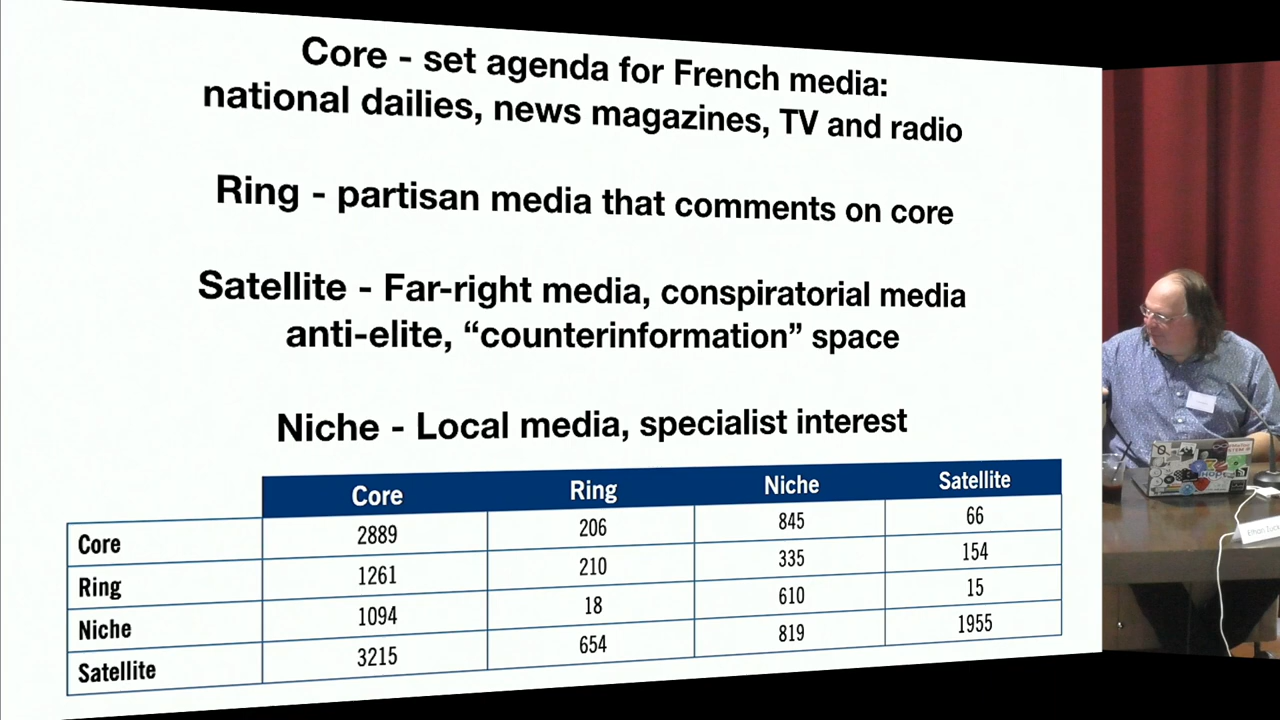 Core - set agenda for French media:
national dailies, news magazines, TV and radio
Ring - partisan media that comments on core
Satellite - Far-right media, conspiratorial media
anti-elite, “counterinformation” space
Niche - Local media, specialist interest
Core Ring Niche Satellite
Core 2889 206 845 66
Ring 1261 210 335 154
Niche 1094 18 610 15
Satellite 3215 654 819 1955
Ethan Zuck